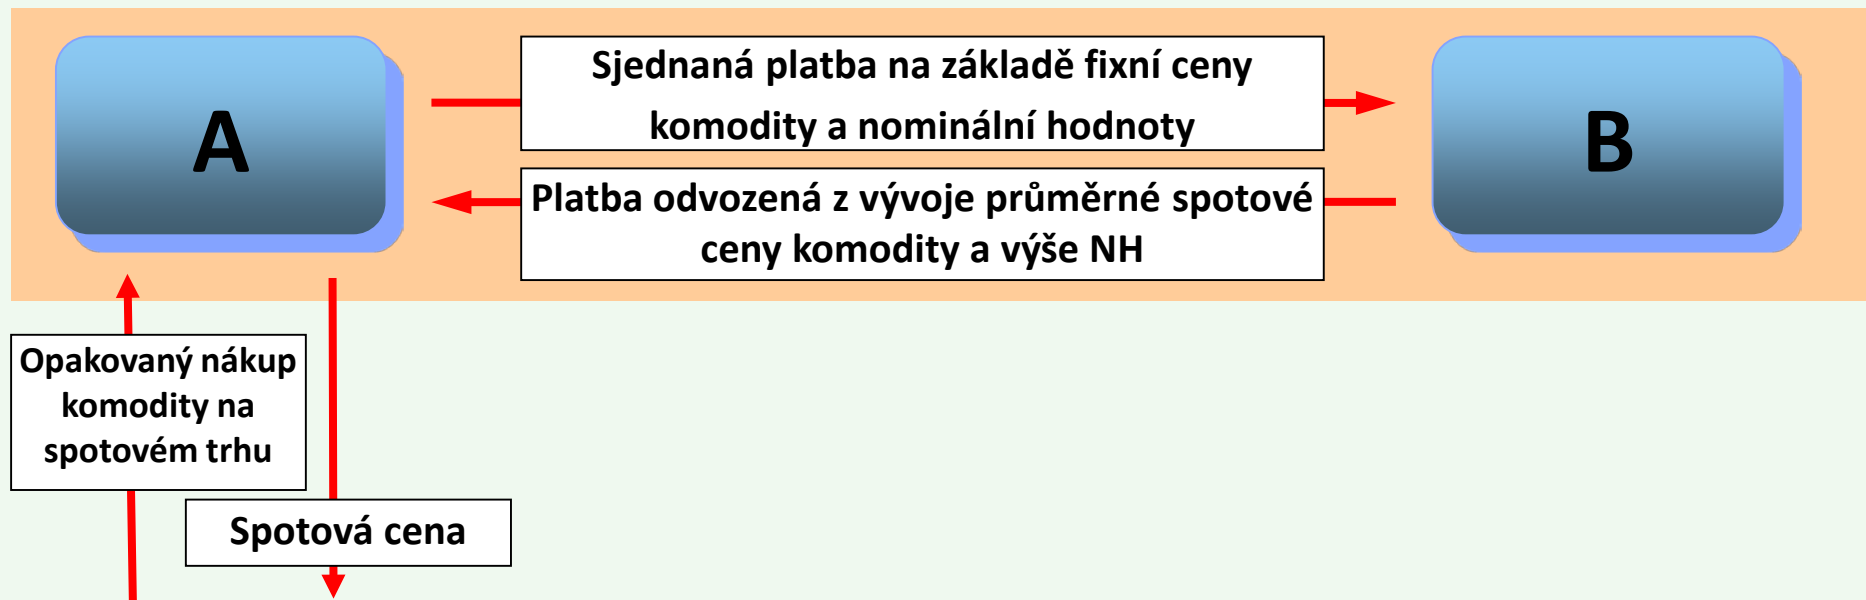 A
Sjednaná platba na základě fixní ceny
komodity a nominální hodnoty
B
Platba odvozená z vývoje průměrné spotové
ceny komodity a výše NH
Opakovaný nákup
komodity na
spotovém trhu
Spotová cena